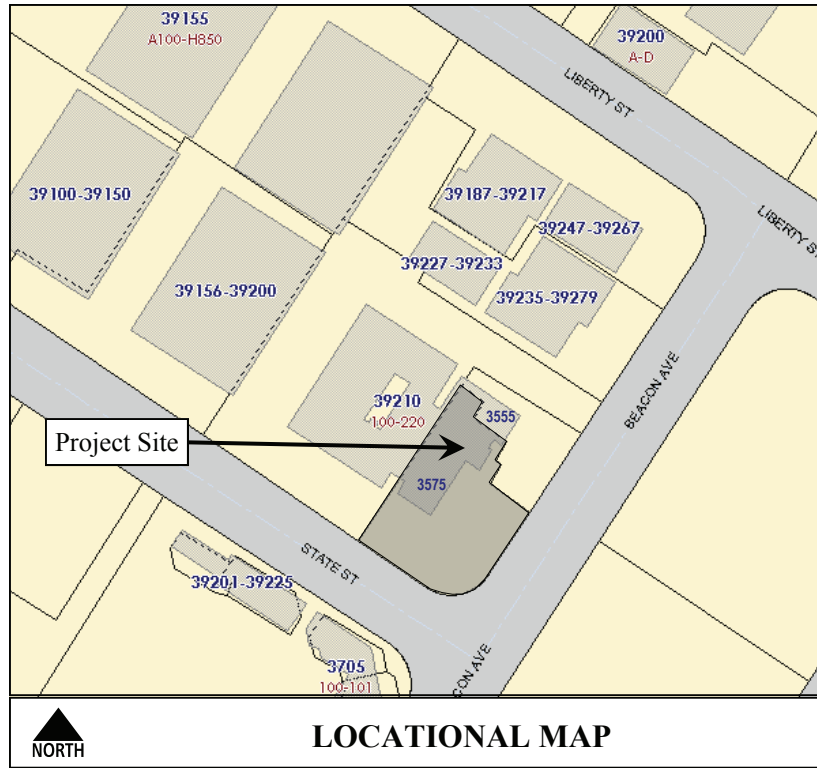 39155
A100-H850
39200
A-D
LIBERTY ST
LIBERTY ST
39100-39150
39187-39217
39247-39267
39227-39233
39156-39200
39235-39279
BEACON AVE
39210
100-220
3555
Project Site
3575
STATE ST
39201-39225
3705
100-101
CON AVE
NORTH
LOCATIONAL MAP